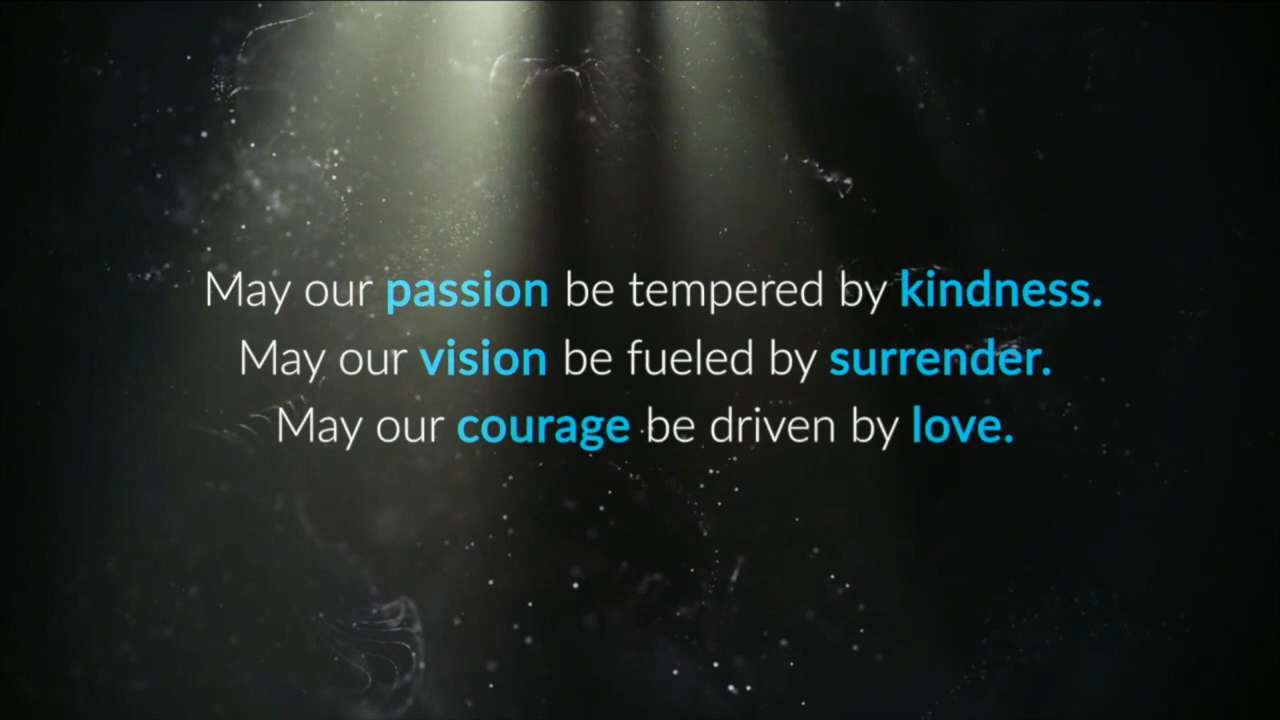 May our passion be tempered by kindness.
May our vision be fueled by surrender.
May our courage be driven by love.